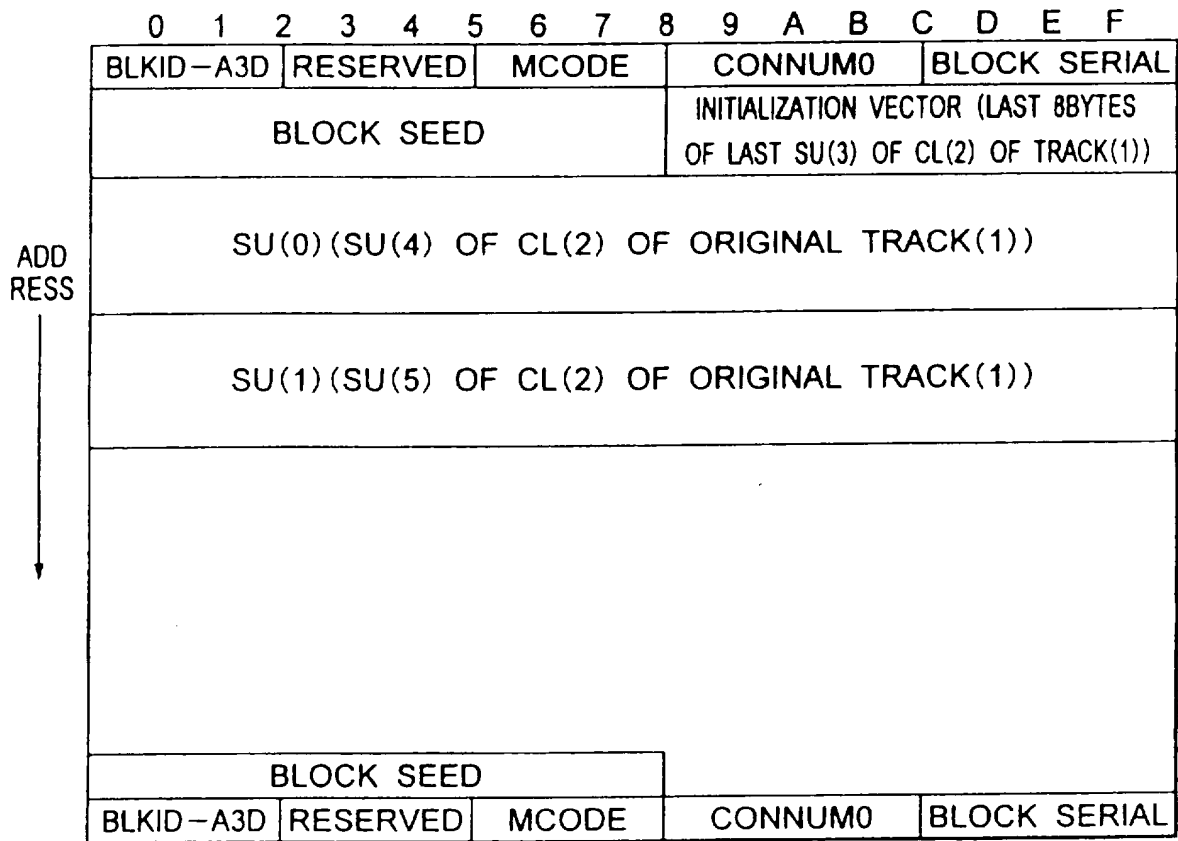 0 1 2 3 4 5 6 7 8 9 A B C D E F
BLKID-A3D RESERVED MCODE CONNUM0 BLOCK SERIAL
BLOCK SEED
INITIALIZATION VECTOR (LAST 8BYTES
OF LAST SU(3) OF CL(2) OF TRACK(1))
SU(0)(SU(4) OF CL(2) OF ORIGINAL TRACK(1))
ADD
RESS
SU(1)(SU(5) OF CL(2) OF ORIGINAL TRACK(1))
BLOCK SEED
BLKID-A3D RESERVED MCODE CONNUM0 BLOCK SERIAL